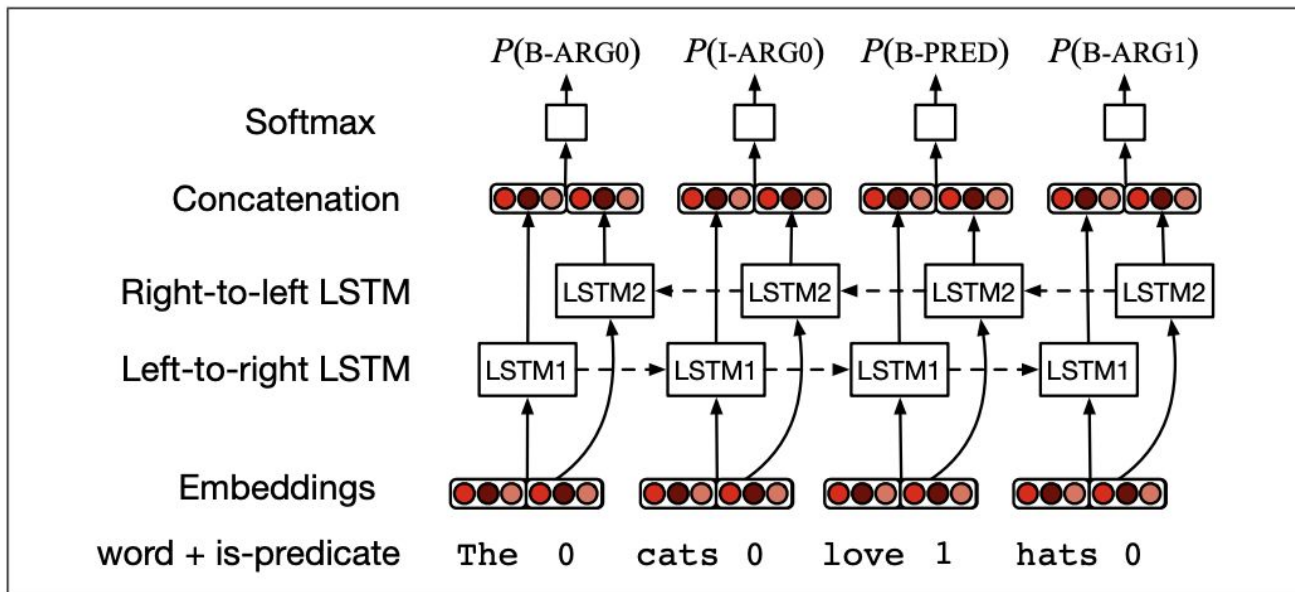 P(B-ARG0) P(I-ARG0) P(B-PRED) P(B-ARG1)
Softmax
Concatenation
Right-to-left LSTM LSTM2 LSTM2 LSTM2 LSTM2
Left-to-right LSTM LSTM1 LSTM1 LSTM1 LSTM1
Embeddings
word + is-predicate The 0 cats 0 love 1 hats 0